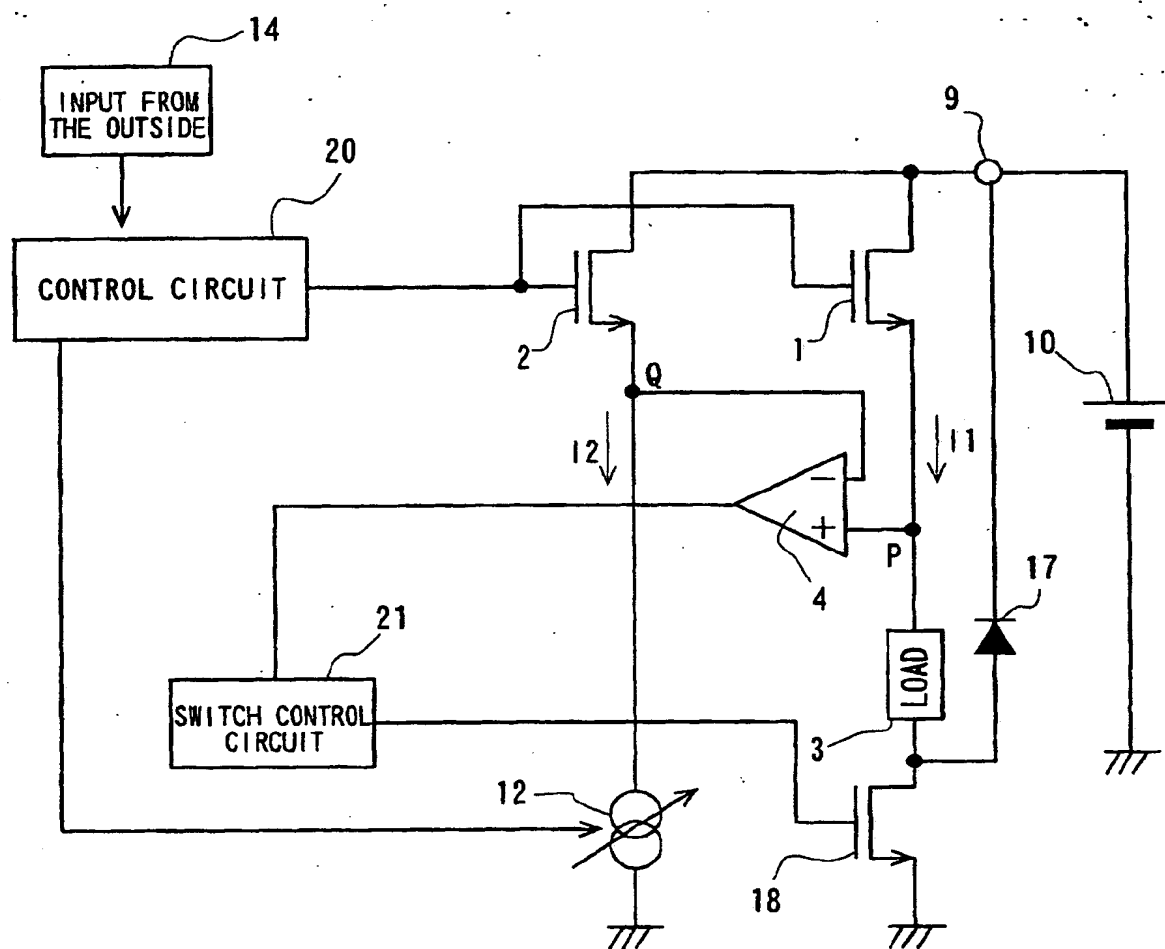 14
INPUT FROM
THE OUTSIDE
9
20
CONTROL CIRCUIT
2
1
10
Q
I2
I1
−
+
P
4
17
21
LOAD
SWITCH CONTROL
CIRCUIT
3
12
18